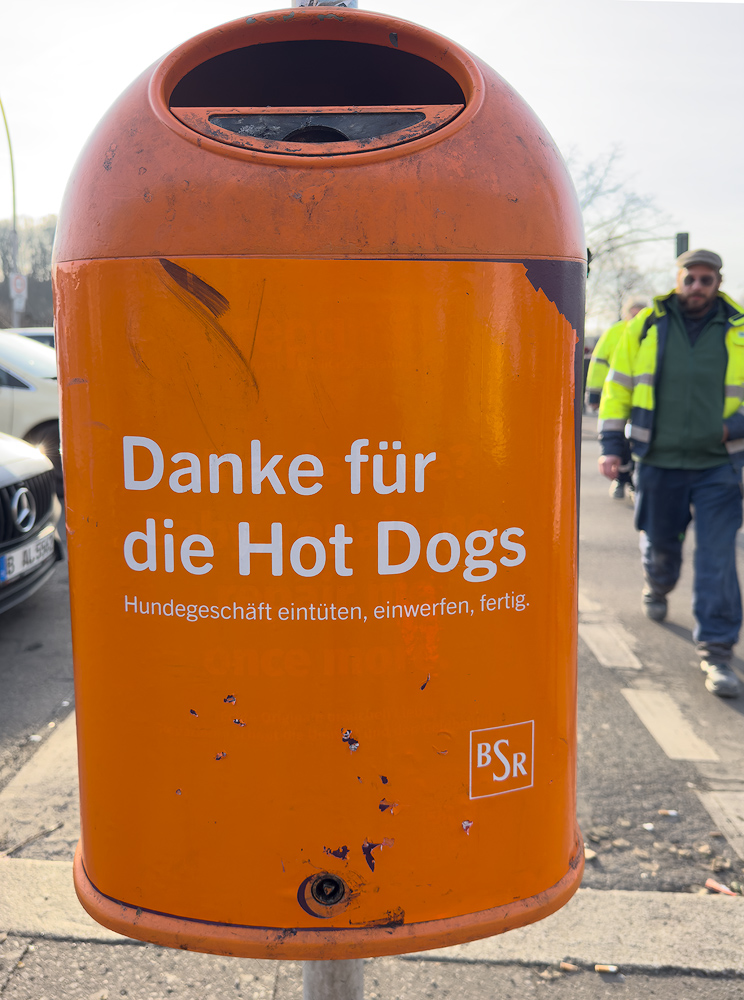 Danke für
die Hot Dogs
Hundegeschäft eintüten, einwerfen, fertig.
BSR